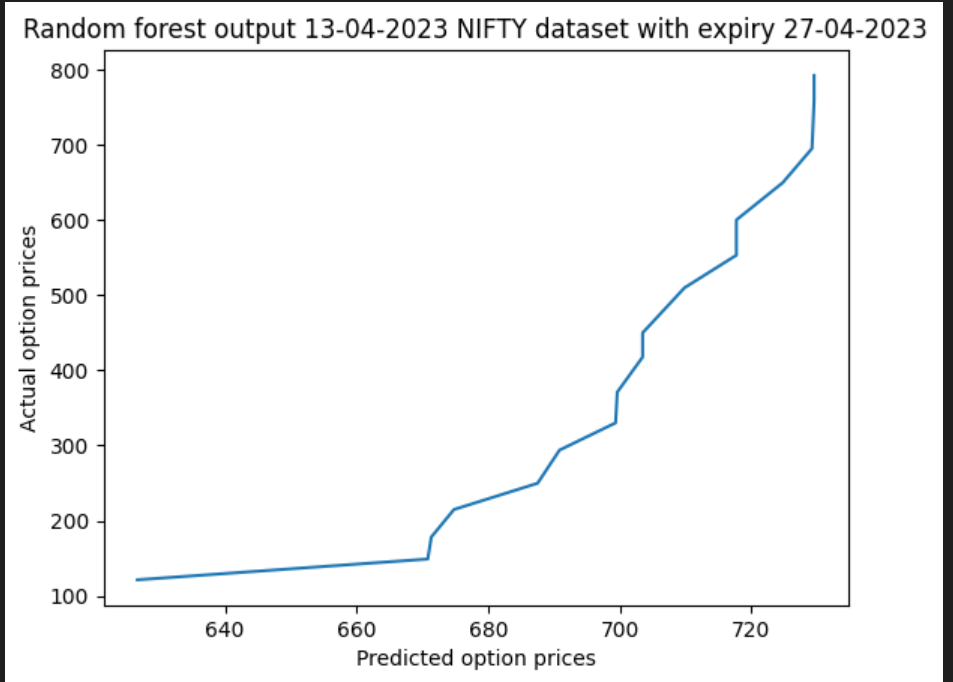 Random forest output 13-04-2023 NIFTY dataset with expiry 27-04-2023
800
700
600
500
400
300
200
100
Actual option prices
640 660 680 700 720
Predicted option prices